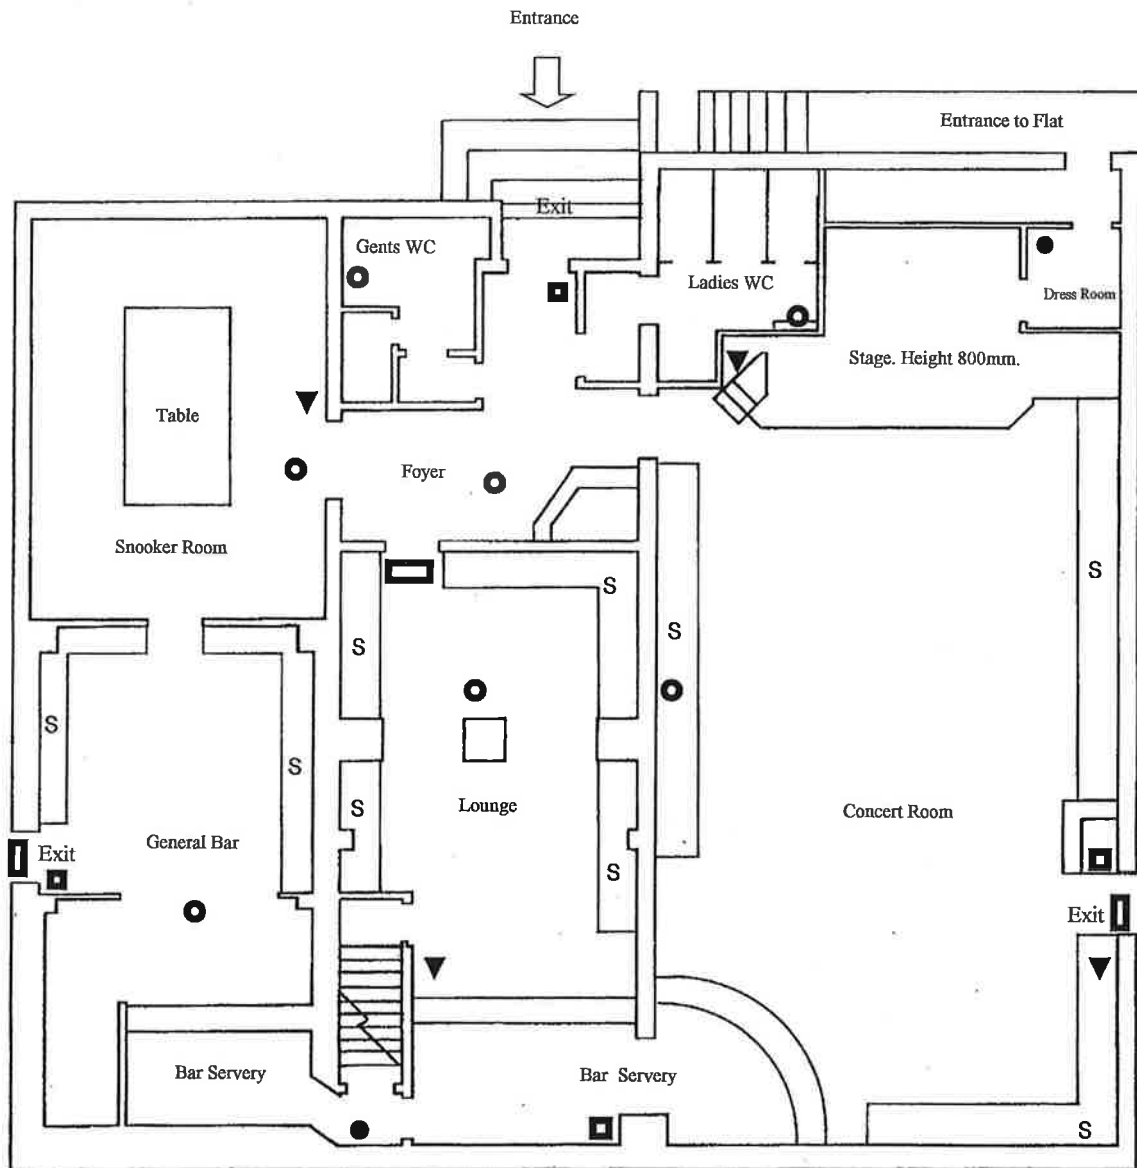 Entrance
Entrance to Flat
Exit
Gents WC
Ladies WC
Dress Room
Stage. Height 800mm.
Table
Foyer
Snooker Room
S
S
S
S
S
S
Lounge
Concert Room
S
General Bar
Exit
S
Exit
Bar Servery
Bar Servery
S